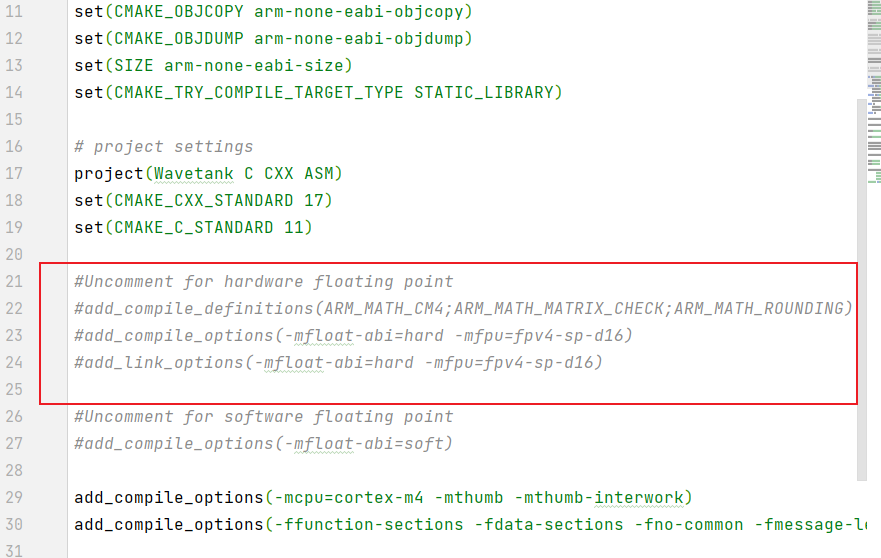 11 set(CMAKE_OBJCOPY arm-none-eabi-objcopy)
12 set(CMAKE_OBJDUMP arm-none-eabi-objdump)
13 set(SIZE arm-none-eabi-size)
14 set(CMAKE_TRY_COMPILE_TARGET_TYPE STATIC_LIBRARY)
15
16 # project settings
17 project(Wavetank C CXX ASM)
18 set(CMAKE_CXX_STANDARD 17)
19 set(CMAKE_C_STANDARD 11)
20
21 #Uncomment for hardware floating point
22 #add_compile_definitions(ARM_MATH_CM4;ARM_MATH_MATRIX_CHECK;ARM_MATH_ROUNDING)
23 #add_compile_options(-mfloat-abi=hard -mfpu=fpv4-sp-d16)
24 #add_link_options(-mfloat-abi=hard -mfpu=fpv4-sp-d16)
25
26 #Uncomment for software floating point
27 #add_compile_options(-mfloat-abi=soft)
28
29 add_compile_options(-mcpu=cortex-m4 -mthumb -mthumb-interwork)
30 add_compile_options(-ffunction-sections -fdata-sections -fno-common
31